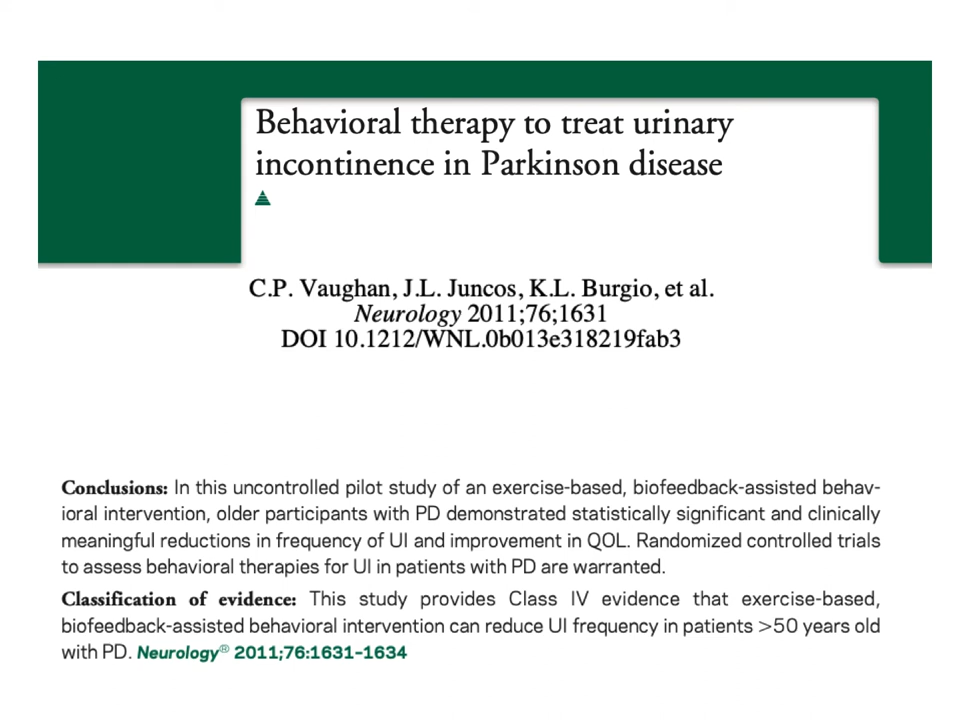 Behavioral therapy to treat urinary
incontinence in Parkinson disease
C.P. Vaughan, J.L. Juncos, K.L. Burgio, et al.
Neurology 2011;76;1631
DOI 10.1212/WNL.0b013e318219fab3
Conclusions: In this uncontrolled pilot study of an exercise-based, biofeedback-assisted behav-
ioral intervention, older participants with PD demonstrated statistically significant and clinically
meaningful reductions in frequency of UI and improvement in QOL. Randomized controlled trials
to assess behavioral therapies for UI in patients with PD are warranted.
Classification of evidence: This study provides Class IV evidence that exercise-based,
biofeedback-assisted behavioral intervention can reduce UI frequency in patients >50 years old
with PD. Neurology® 2011;76:1631–1634